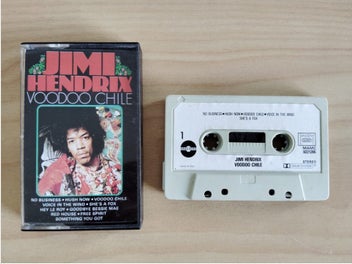 JIMI
HENDRIX
VOODOO CHILE
NO BUSINESS • HUSH NOW • VOODOO CHILE
VOICE IN THE WIND • SHE'S A FOX
HEY LE ROY • GOODBYE BESSIE MAE
RED HOUSE • FREE SPIRIT
SOMETHING YOU GOT
NO BUSINESS • HUSH NOW • VOODOO CHILE • VOICE IN THE WIND •
SHE'S A FOX
1
JIMI HENDRIX
VOODOO CHILE
STEREO